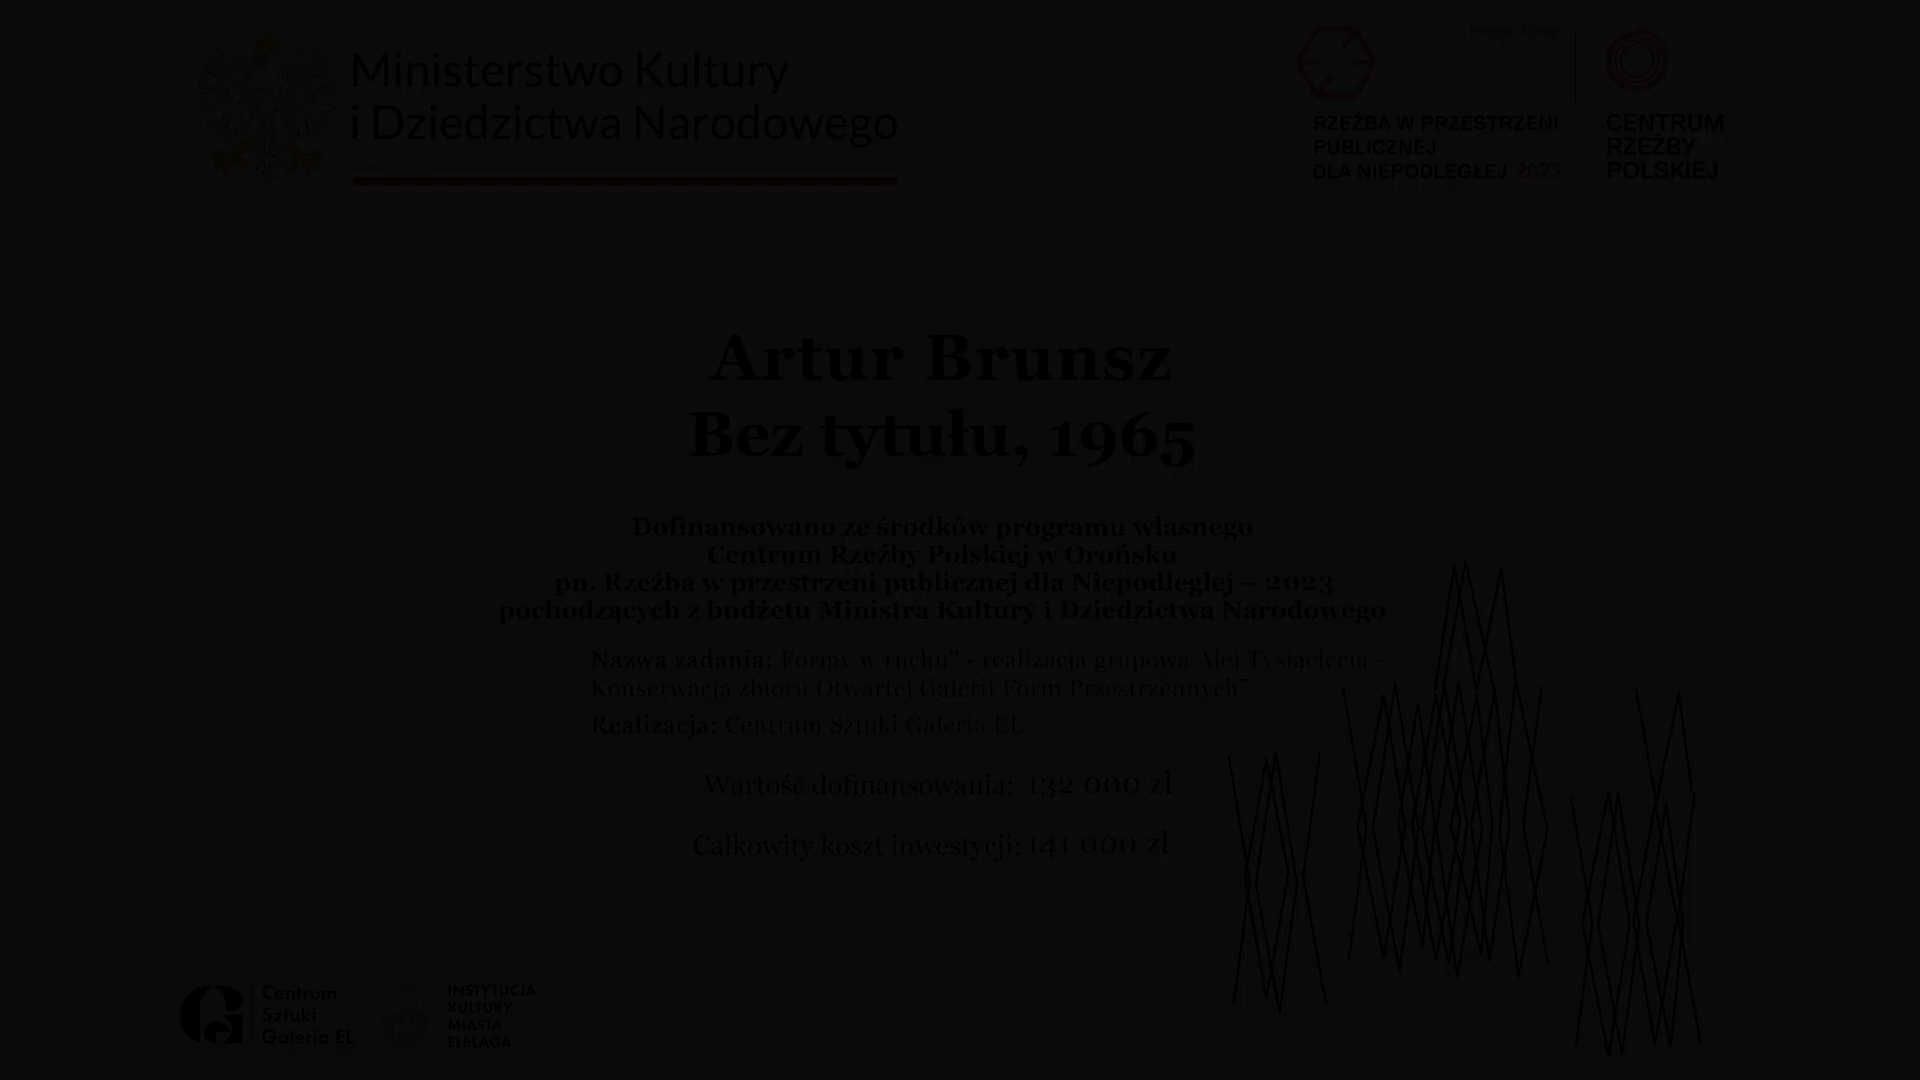 Ministerstwo Kultury
i Dziedzictwa Narodowego
RZEŹBA W PRZESTRZENI
PUBLICZNEJ
DLA NIEPODLEGŁEJ 2023
CENTRUM
RZEŹBY
POLSKIEJ
Artur Brunsz
Bez tytułu, 1965
Dofinansowano ze środków programu własnego
Centrum Rzeźby Polskiej w Orońsku
pn. Rzeźba w przestrzeni publicznej dla Niepodległej – 2023
pochodzących z budżetu Ministra Kultury i Dziedzictwa Narodowego
Nazwa zadania: Formy w ruchu" - realizacja grupowa Alei Tysiąclecia –
Konserwacja zbioru Otwartej Galerii Form Przestrzennych"
Realizacja: Centrum Sztuki Galeria EL
Wartość dofinansowania: 132 000 zł
Całkowity koszt inwestycji: 141 000 zł
Centrum
Sztuki
Galeria EL
INSTYTUCJA
KULTURY
MIASTA
ELBLĄGA